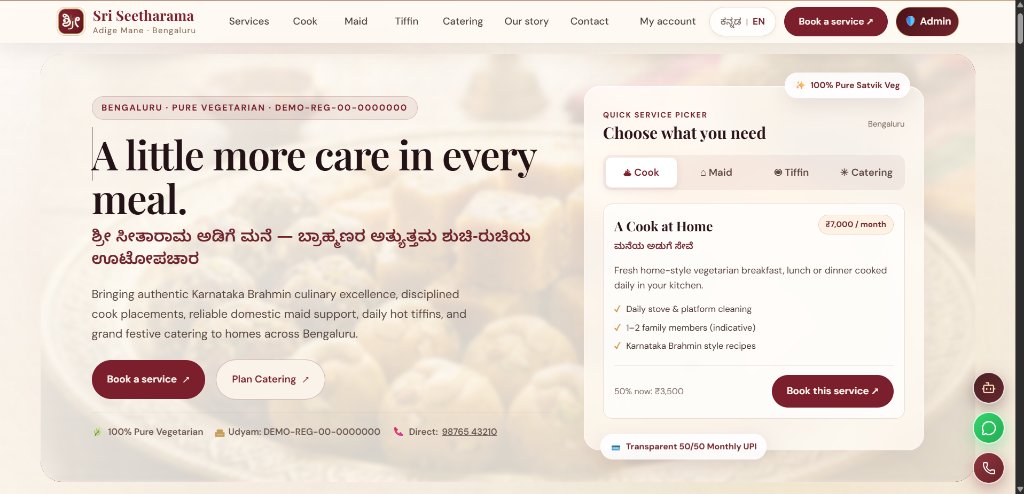 ಶ್ರೀ Sri Seetharama
Adige Mane · Bengaluru
Services Cook Maid Tiffin Catering Our story Contact My account ಕನ್ನಡ | EN Book a service ↗ Admin
100% Pure Satvik Veg
BENGALURU · PURE VEGETARIAN · DEMO-REG-00-0000000
A little more care in every
meal.
ಶ್ರೀ ಸೀತಾರಾಮ ಅಡಿಗೆ ಮನೆ — ಬ್ರಾಹ್ಮಣರ ಅತ್ಯುತ್ತಮ ಶುಚಿ-ರುಚಿಯ
ಊಟೋಪಚಾರ
Bringing authentic Karnataka Brahmin culinary excellence, disciplined
cook placements, reliable domestic maid support, daily hot tiffins, and
grand festive catering to homes across Bengaluru.
Book a service ↗ Plan Catering ↗
100% Pure Vegetarian Udyam: DEMO-REG-00-0000000 Direct: 98765 43210
QUICK SERVICE PICKER
Choose what you need Bengaluru
Cook Maid Tiffin Catering
A Cook at Home ₹7,000 / month
ಮನೆಯ ಅಡುಗೆ ಸೇವೆ
Fresh home-style vegetarian breakfast, lunch or dinner cooked
daily in your kitchen.
✓ Daily stove & platform cleaning
✓ 1–2 family members (indicative)
✓ Karnataka Brahmin style recipes
50% now: ₹3,500 Book this service ↗
Transparent 50/50 Monthly UPI